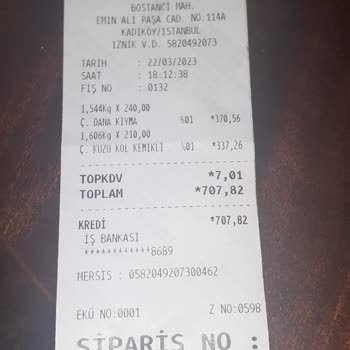 BOSTANCI MAH.
EMIN ALI PAŞA CAD. NO:114A
KADIKÖY/ISTANBUL
IZNIK V.D. 5820492073
TARİH : 22/03/2023
SAAT : 18:12:38
FİŞ NO : 0132
1,544Kg X 240,00
Ç. DANA KIYMA %01 *370,56
1,606Kg X 210,00
Ç. KUZU KOL KEMIKLI %01 *337,26
TOPKDV *7,01
TOPLAM *707,82
KREDİ *707,82
İŞ BANKASI
************8689
MERSIS : 0582049207300462
EKÜ NO:0001 Z NO:0598
SİPARİŞ NO :